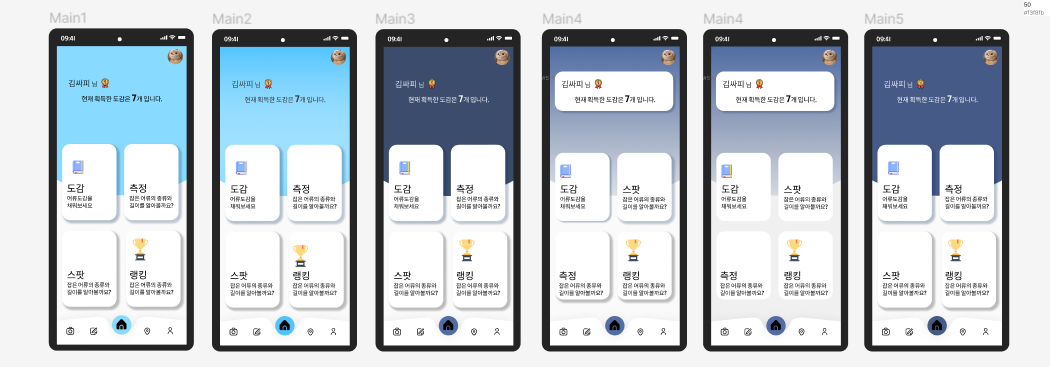 50
#f3f8fb
Main1
09:41
김싸피 님
현재 획득한 도감은 7개 입니다.
도감
어류도감을
채워보세요
측정
잡은 어류의 종류와
길이를 알아볼까요?
스팟
잡은 어류의 종류와
길이를 알아볼까요?
랭킹
잡은 어류의 종류와
길이를 알아볼까요?
Main2
09:41
김싸피 님
현재 획득한 도감은 7개 입니다.
도감
어류도감을
채워보세요
측정
잡은 어류의 종류와
길이를 알아볼까요?
스팟
잡은 어류의 종류와
길이를 알아볼까요?
랭킹
잡은 어류의 종류와
길이를 알아볼까요?
Main3
09:41
김싸피 님
현재 획득한 도감은 7개 입니다.
도감
어류도감을
채워보세요
측정
잡은 어류의 종류와
길이를 알아볼까요?
스팟
잡은 어류의 종류와
길이를 알아볼까요?
랭킹
잡은 어류의 종류와
길이를 알아볼까요?
Main4
09:41
김싸피 님
현재 획득한 도감은 7개 입니다.
도감
어류도감을
채워보세요
스팟
잡은 어류의 종류와
길이를 알아볼까요?
측정
잡은 어류의 종류와
길이를 알아볼까요?
랭킹
잡은 어류의 종류와
길이를 알아볼까요?
Main4
09:41
김싸피 님
현재 획득한 도감은 7개 입니다.
도감
어류도감을
채워보세요
스팟
잡은 어류의 종류와
길이를 알아볼까요?
측정
잡은 어류의 종류와
길이를 알아볼까요?
랭킹
잡은 어류의 종류와
길이를 알아볼까요?
Main5
09:41
김싸피 님
현재 획득한 도감은 7개 입니다.
도감
어류도감을
채워보세요
측정
잡은 어류의 종류와
길이를 알아볼까요?
스팟
잡은 어류의 종류와
길이를 알아볼까요?
랭킹
잡은 어류의 종류와
길이를 알아볼까요?